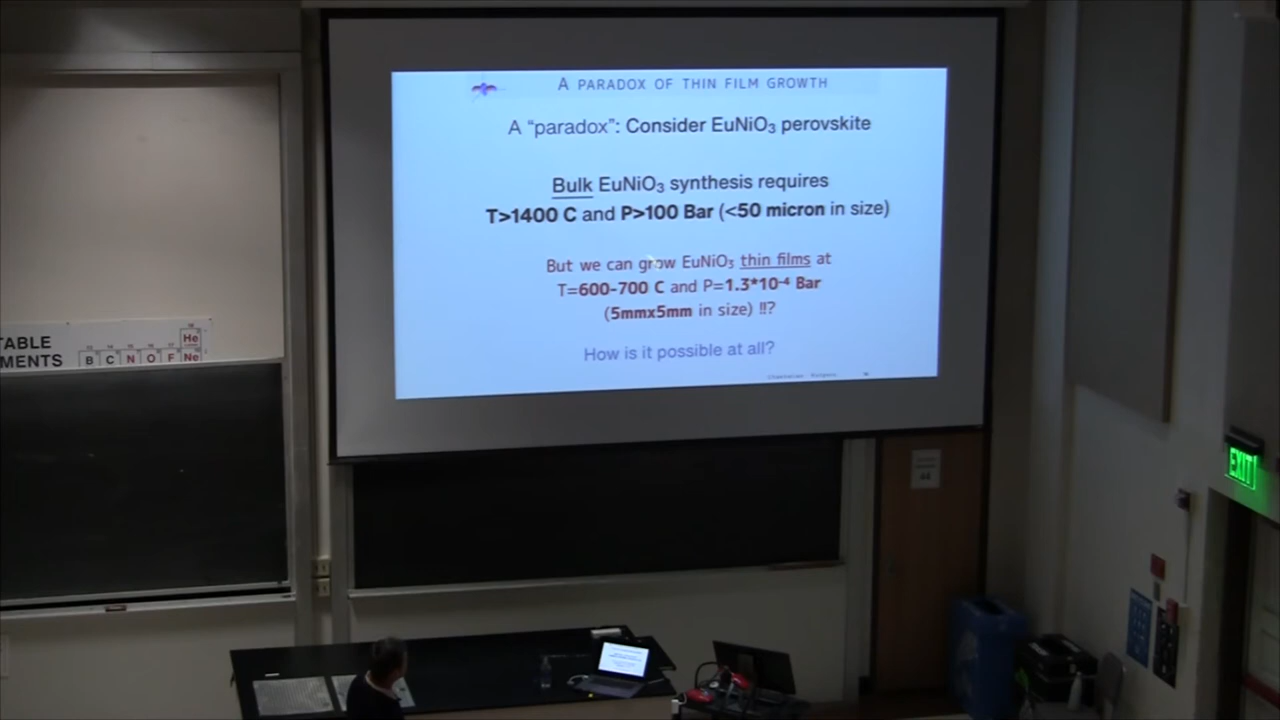 A PARADOX OF THIN FILM GROWTH
A “paradox”: Consider EuNiO₃ perovskite
Bulk EuNiO₃ synthesis requires
T>1400 C and P>100 Bar (<50 micron in size)
But we can grow EuNiO₃ thin films at
T=600-700 C and P=1.3*10⁻⁴ Bar
(5mmx5mm in size) !!?
How is it possible at all?
TABLE
MENTS
He
B C N O F Ne
EXIT